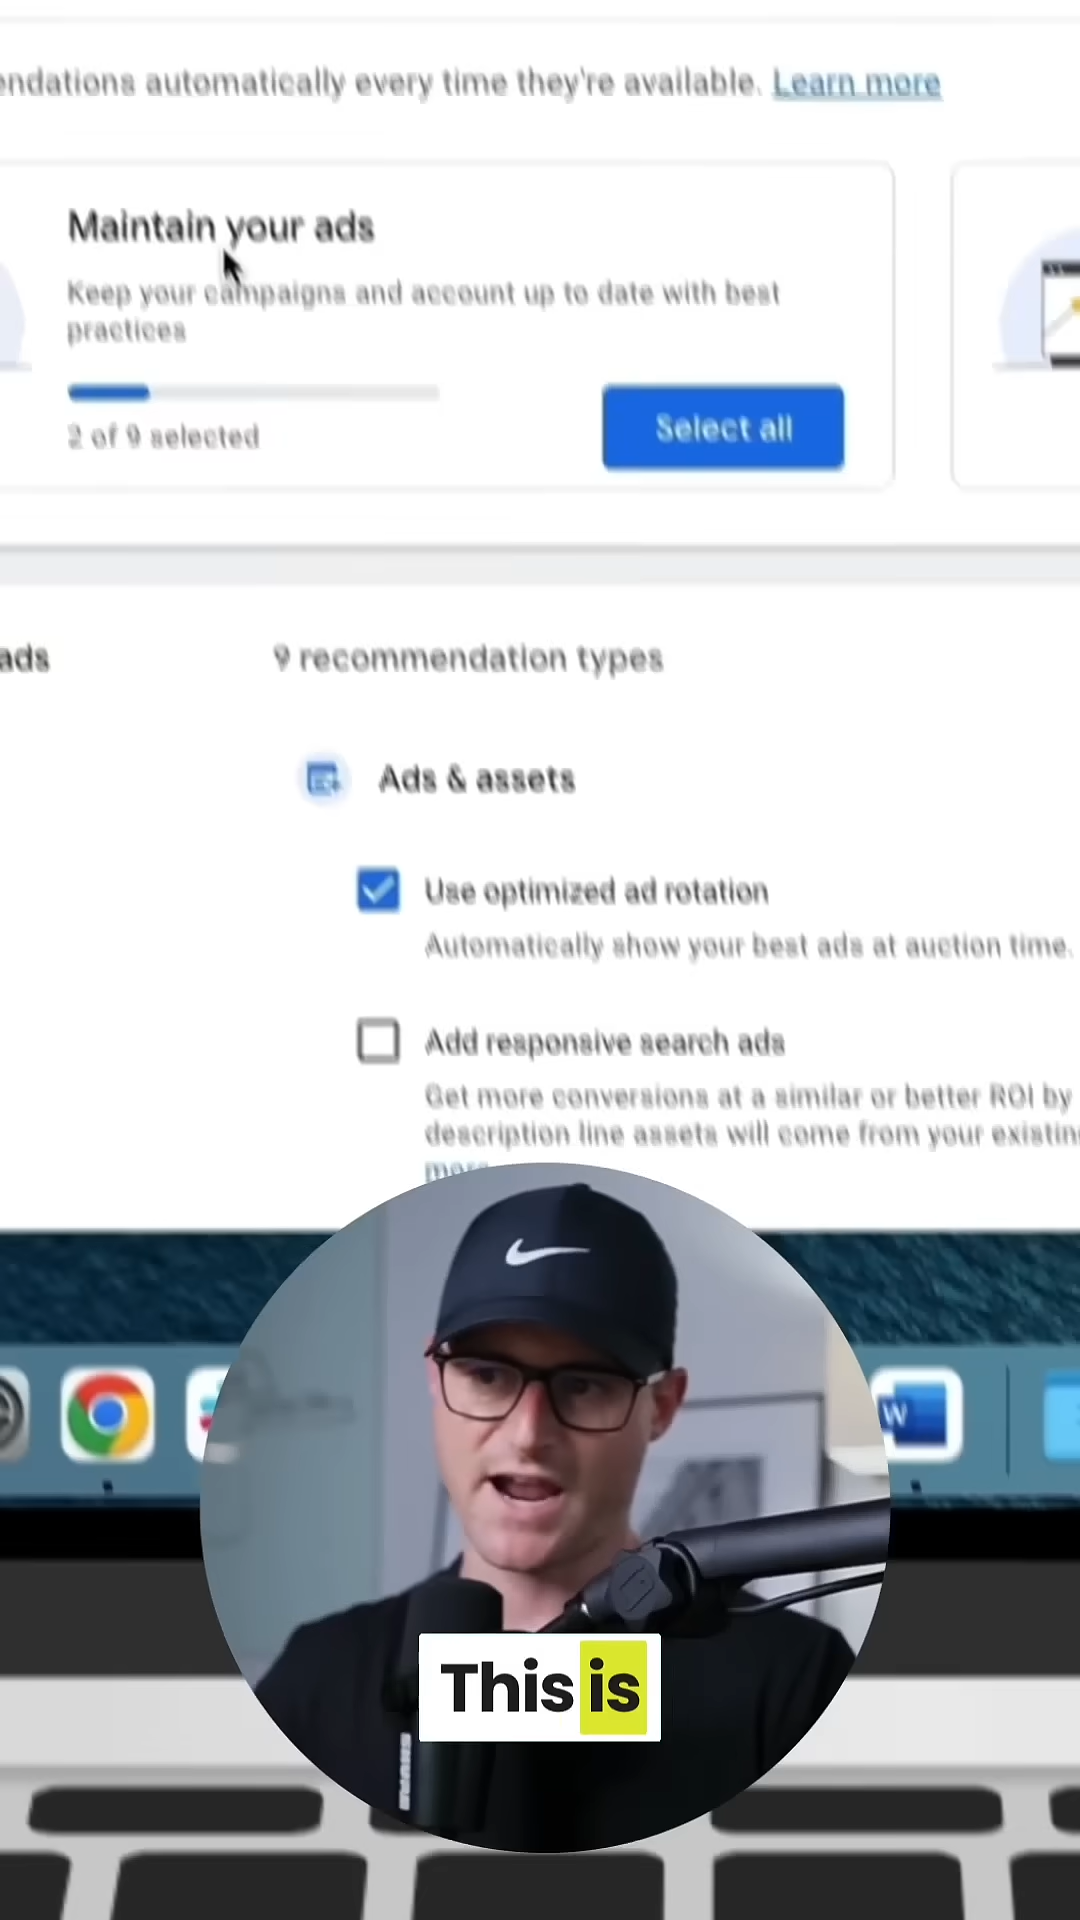 endations automatically every time they're available. Learn more
Maintain your ads
Keep your campaigns and account up to date with best
practices
2 of 9 selected
Select all
ads
9 recommendation types
Ads & assets
Use optimized ad rotation
Automatically show your best ads at auction time.
Add responsive search ads
Get more conversions at a similar or better ROI by
description line assets will come from your existin
more
W
This is
SHURE